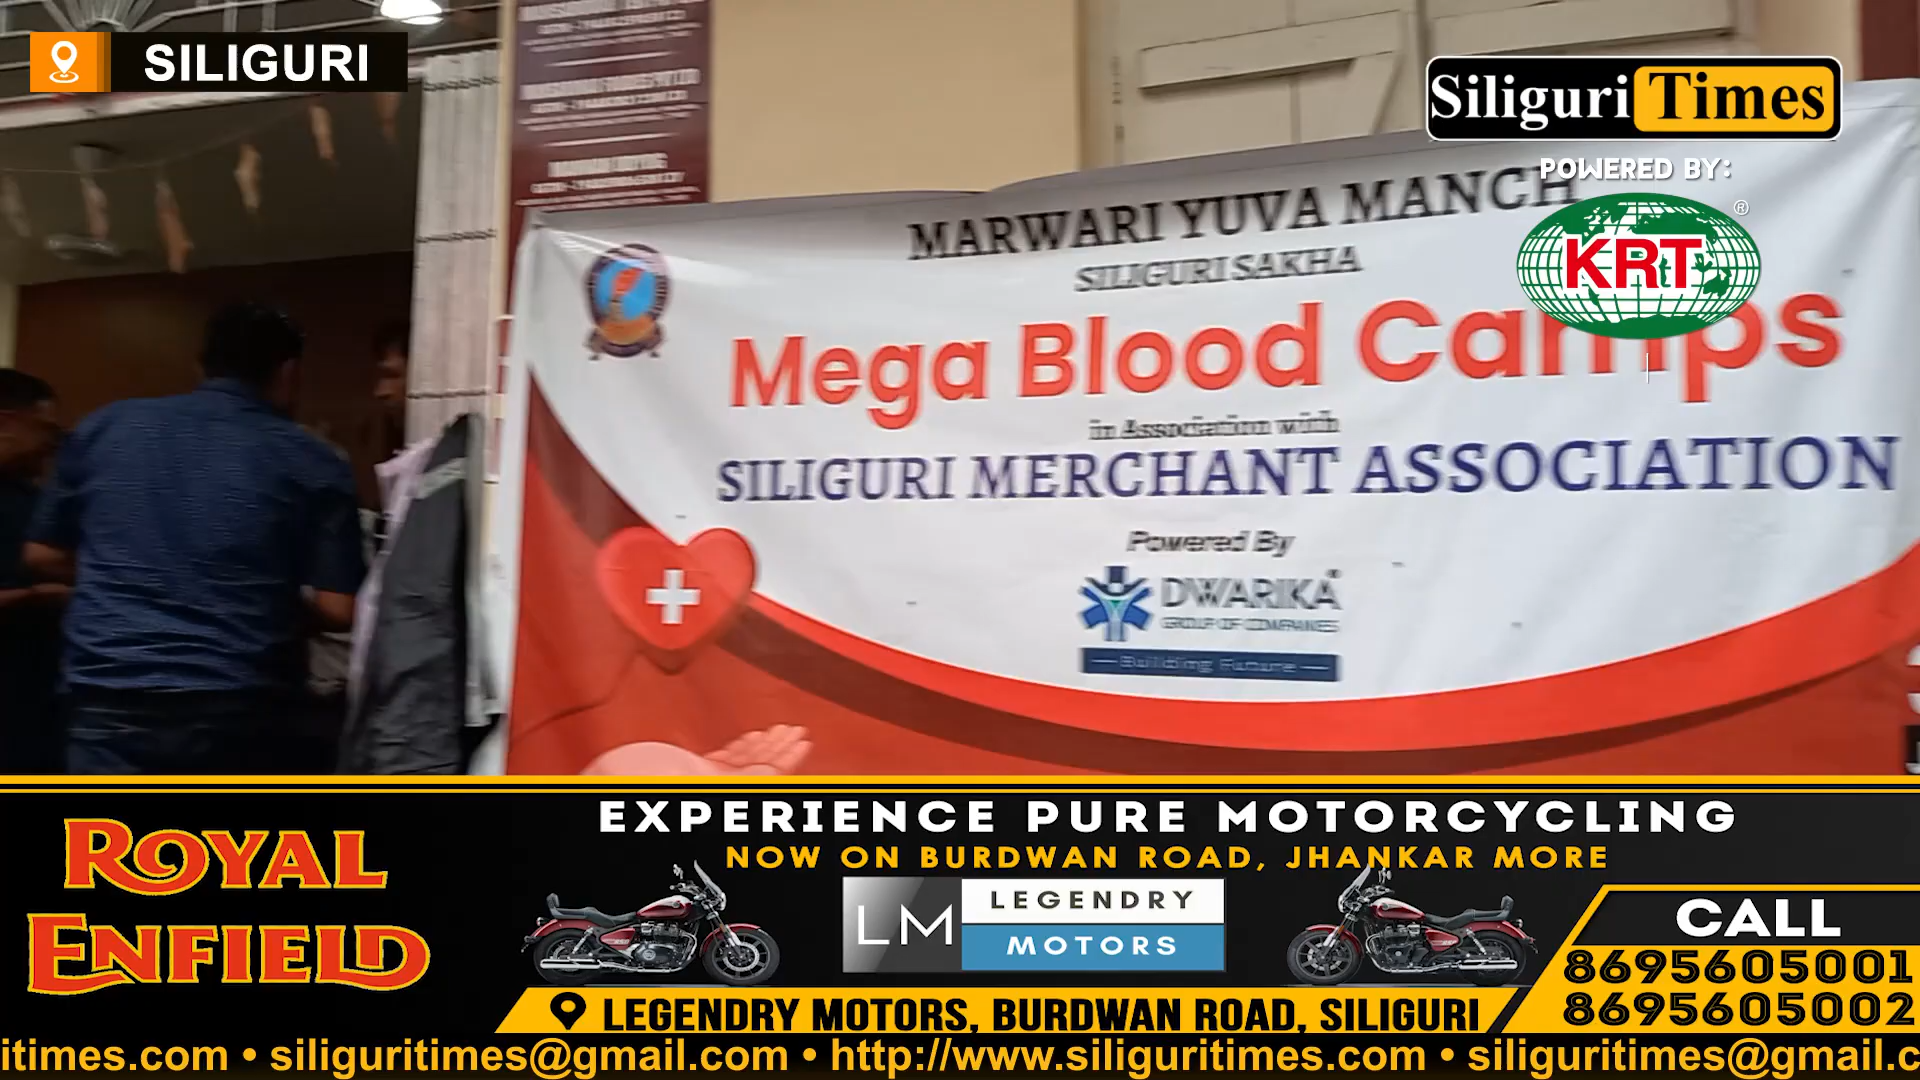 SILIGURI
Siliguri Times
POWERED BY:
KRT
®
MARWARI YUVA MANCH
SILIGURI SAKHA
Mega Blood Camps
in Association with
SILIGURI MERCHANT ASSOCIATION
Powered By
DWARIKA
GROUP OF COMPANIES
Building Future
ROYAL
ENFIELD
EXPERIENCE PURE MOTORCYCLING
NOW ON BURDWAN ROAD, JHANKAR MORE
LM
LEGENDRY
MOTORS
CALL
8695605001
8695605002
LEGENDRY MOTORS, BURDWAN ROAD, SILIGURI
itimes.com • siliguritimes@gmail.com • http://www.siliguritimes.com • siliguritimes@gmail.c